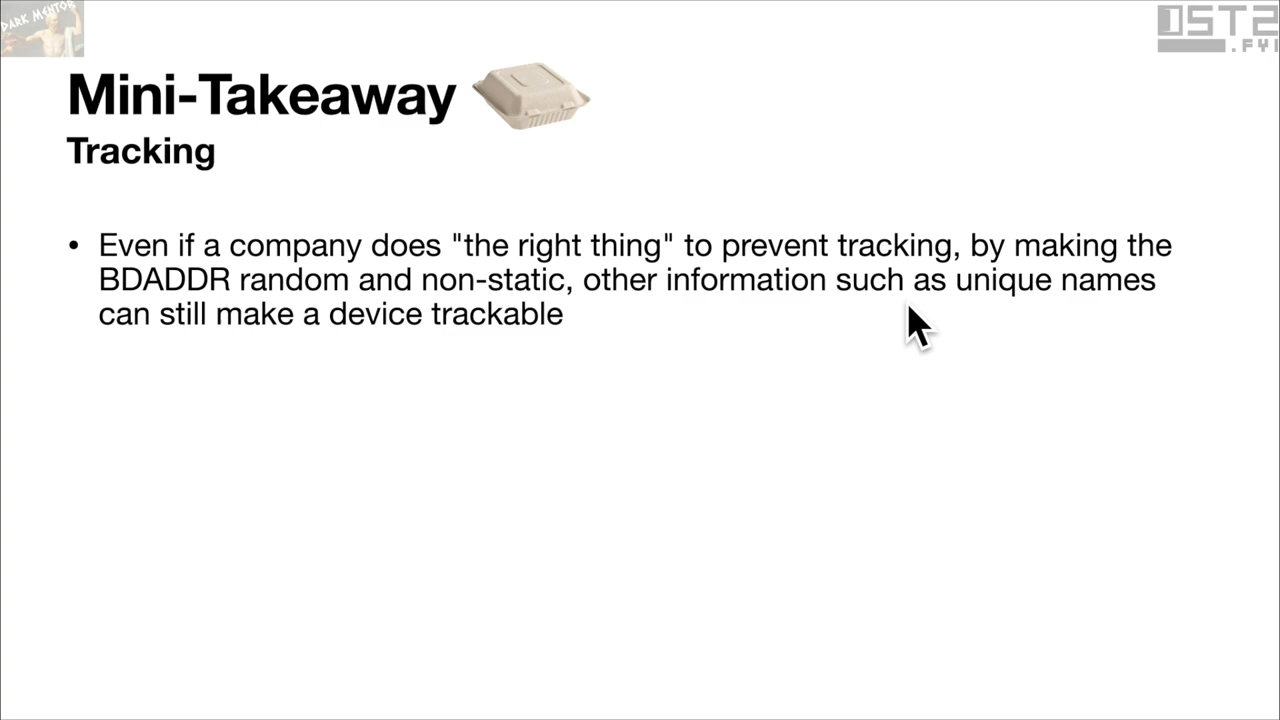 DARK MENTOR
OST2
.FYI
Mini-Takeaway
Tracking
• Even if a company does "the right thing" to prevent tracking, by making the
BDADDR random and non-static, other information such as unique names
can still make a device trackable